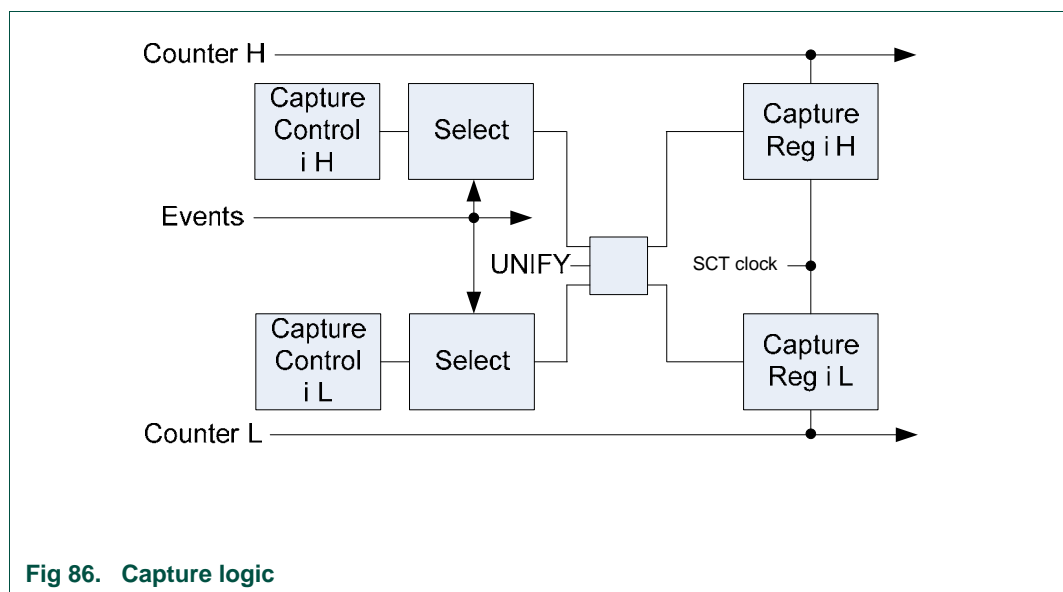 Counter H
Capture
Control
i H
Select
Capture
Reg i H
Events
UNIFY
SCT clock
Capture
Control
i L
Select
Capture
Reg i L
Counter L
Fig 86. Capture logic